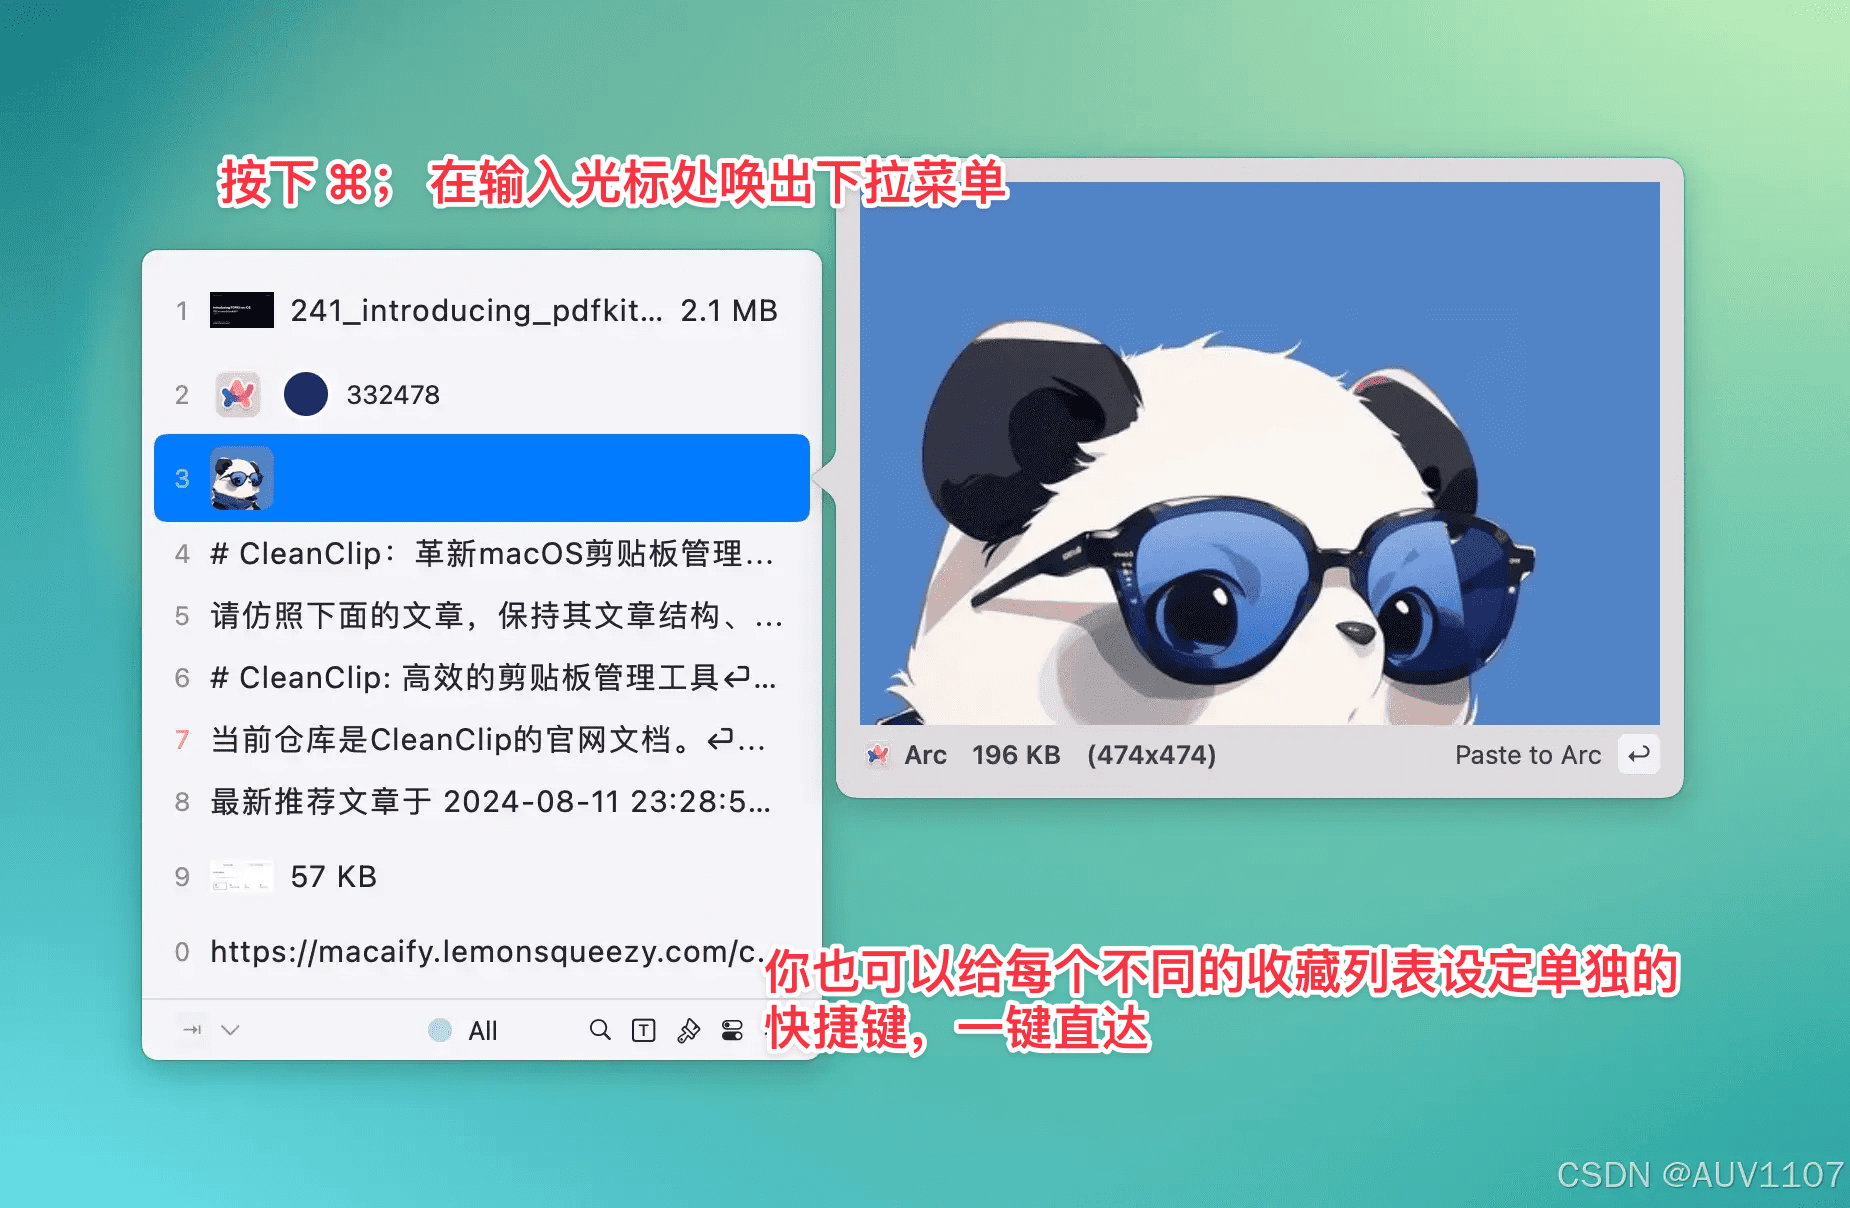 按下 ⌘； 在输入光标处唤出下拉菜单
1 241_introducing_pdfkit... 2.1 MB
2 332478
3
4 # CleanClip：革新macOS剪贴板管理...
5 请仿照下面的文章，保持其文章结构、...
6 # CleanClip: 高效的剪贴板管理工具⏎...
7 当前仓库是CleanClip的官网文档。⏎...
8 最新推荐文章于 2024-08-11 23:28:5...
9 57 KB
0 https://macaify.lemonsqueezy.com/c.
All
Arc 196 KB (474x474) Paste to Arc
你也可以给每个不同的收藏列表设定单独的
快捷键，一键直达
CSDN @AUV1107